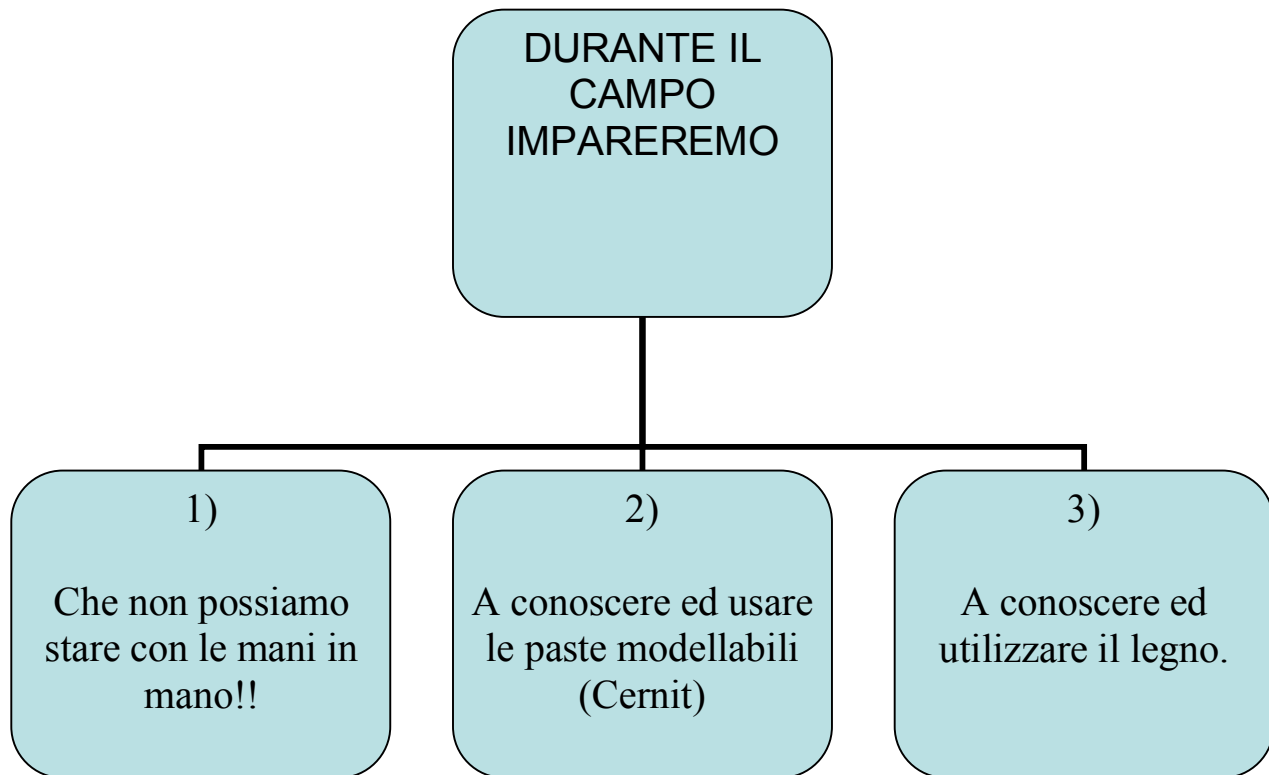 DURANTE IL
CAMPO
IMPAREREMO
1)
Che non possiamo
stare con le mani in
mano!!
2)
A conoscere ed usare
le paste modellabili
(Cernit)
3)
A conoscere ed
utilizzare il legno.